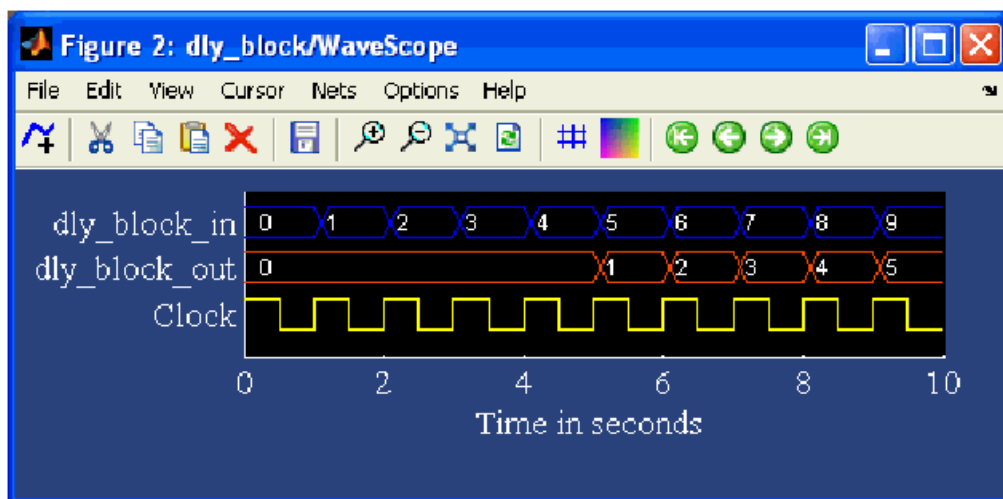 Figure 2: dly_block/WaveScope
File Edit View Cursor Nets Options Help
dly_block_in 0 1 2 3 4 5 6 7 8 9
dly_block_out 0 1 2 3 4 5
Clock
0 2 4 6 8 10
Time in seconds